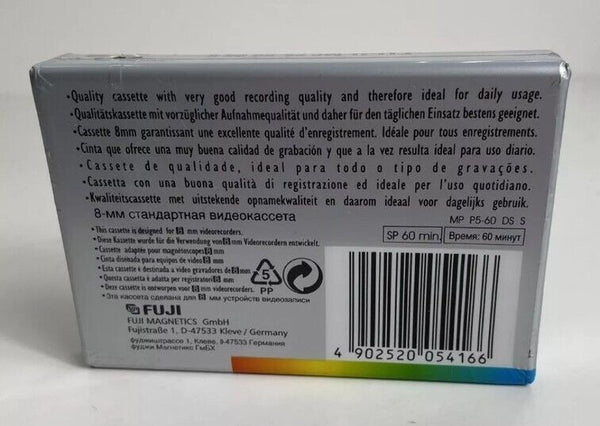 •Quality cassette with very good recording quality and therefore ideal for daily usage.
•Qualitätskassette mit vorzüglicher Aufnahmequalität und daher für den täglichen Einsatz bestens geeignet.
•Cassette 8mm garantissant une excellente qualité d'enregistrement. Idéale pour tous enregistrements.
•Cinta que ofrece una muy buena calidad de grabación y que a la vez resulta ideal para uso diario.
•Cassete de qualidade, ideal para todo o tipo de gravações.
•Cassetta con una buona qualità di registrazione ed ideale per l'uso quotidiano.
•Kwaliteitscassette met uitstekende opnamekwaliteit en daarom ideaal voor dagelijks gebruik.
8-мм стандартная видеокассета
MP P5-60 DS S
SP 60 min. Время: 60 минут
•This cassette is designed for 8 mm videorecorders.
•Diese Kassette wurde für die Verwendung von 8 mm Videorecordern entwickelt.
•Cassette adaptée pour magnétoscopes 8 mm
•Cinta diseñada para equipos de video 8 mm
•Esta cassete é destinada a video gravadores de 8 mm
•Questa cassetta è adatta per registratori 8 mm
•Deze cassette is ontworpen voor 8 mm videorecorders.
•Эта кассета сделана для 8 мм устройств видеозаписи
5
PP
FUJI
FUJI MAGNETICS GmbH
Fujistraße 1, D-47533 Kleve / Germany
фуджиштрассе 1, Клеве, 9-47533 Германия
фуджи Магнетикс ГмБХ
4 902520 054166